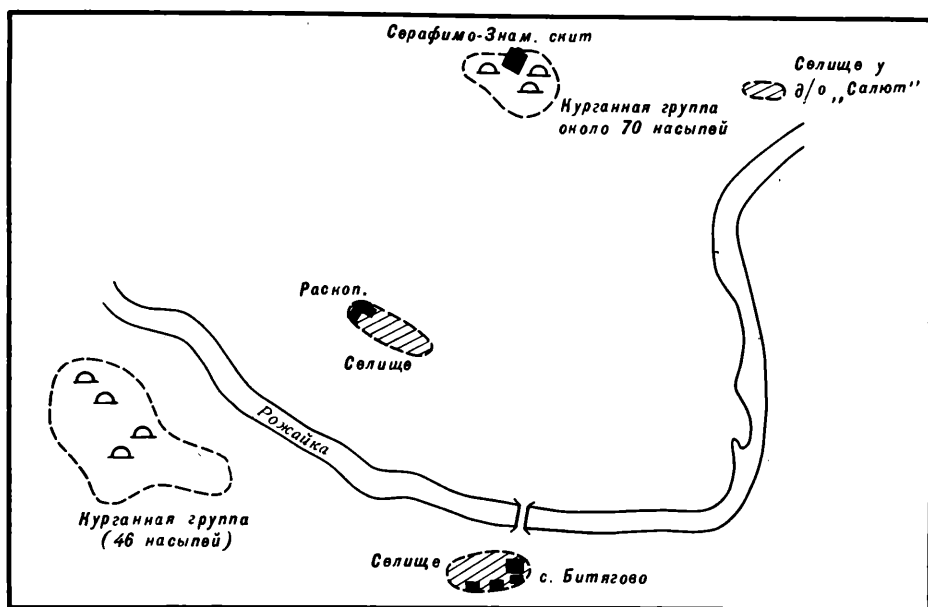 Серафимо-Знам. скит
Селище у
д/о „Салют"
Курганная группа
около 70 насыпей
Раскоп.
Селище
Рожайка
Курганная группа
(46 насыпей)
Селище
с. Битягово